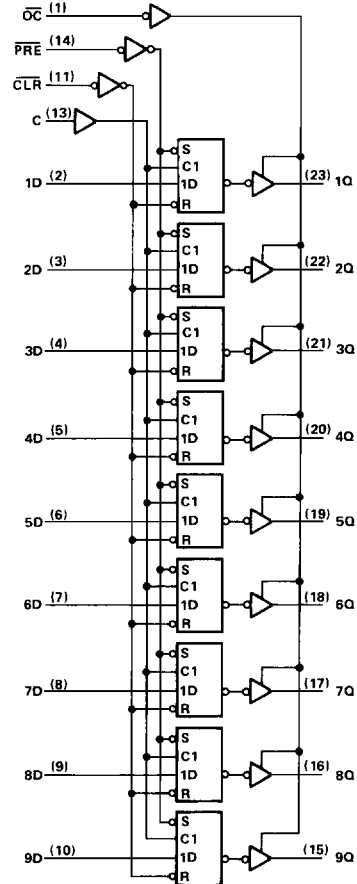 OC (1)
PRE (14)
CLR (11)
C (13)
S
C1
1D (2) 1D (23) 1Q
R
S
C1
2D (3) 1D (22) 2Q
R
S
C1
3D (4) 1D (21) 3Q
R
S
C1
4D (5) 1D (20) 4Q
R
S
C1
5D (6) 1D (19) 5Q
R
S
C1
6D (7) 1D (18) 6Q
R
S
C1
7D (8) 1D (17) 7Q
R
S
C1
8D (9) 1D (16) 8Q
R
S
C1
9D (10) 1D (15) 9Q
R